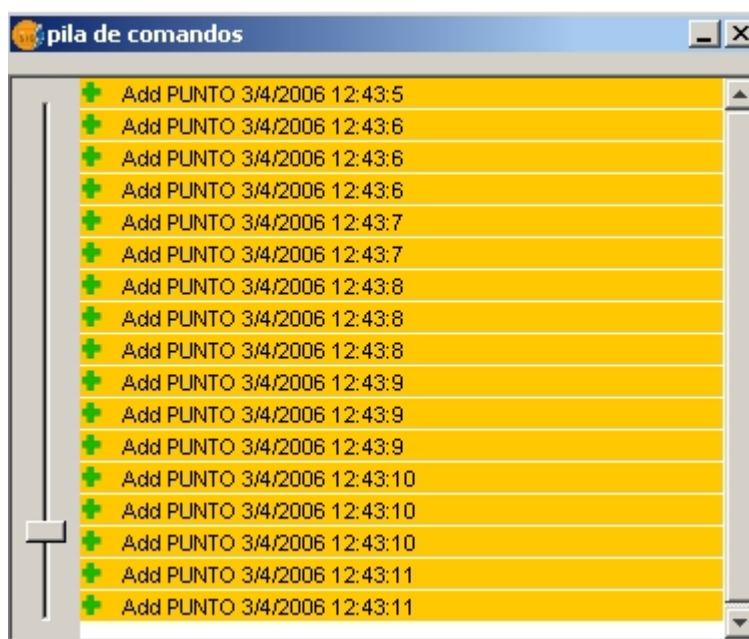 pila de comandos
Add PUNTO 3/4/2006 12:43:5
Add PUNTO 3/4/2006 12:43:6
Add PUNTO 3/4/2006 12:43:6
Add PUNTO 3/4/2006 12:43:6
Add PUNTO 3/4/2006 12:43:7
Add PUNTO 3/4/2006 12:43:7
Add PUNTO 3/4/2006 12:43:8
Add PUNTO 3/4/2006 12:43:8
Add PUNTO 3/4/2006 12:43:8
Add PUNTO 3/4/2006 12:43:9
Add PUNTO 3/4/2006 12:43:9
Add PUNTO 3/4/2006 12:43:9
Add PUNTO 3/4/2006 12:43:10
Add PUNTO 3/4/2006 12:43:10
Add PUNTO 3/4/2006 12:43:10
Add PUNTO 3/4/2006 12:43:11
Add PUNTO 3/4/2006 12:43:11